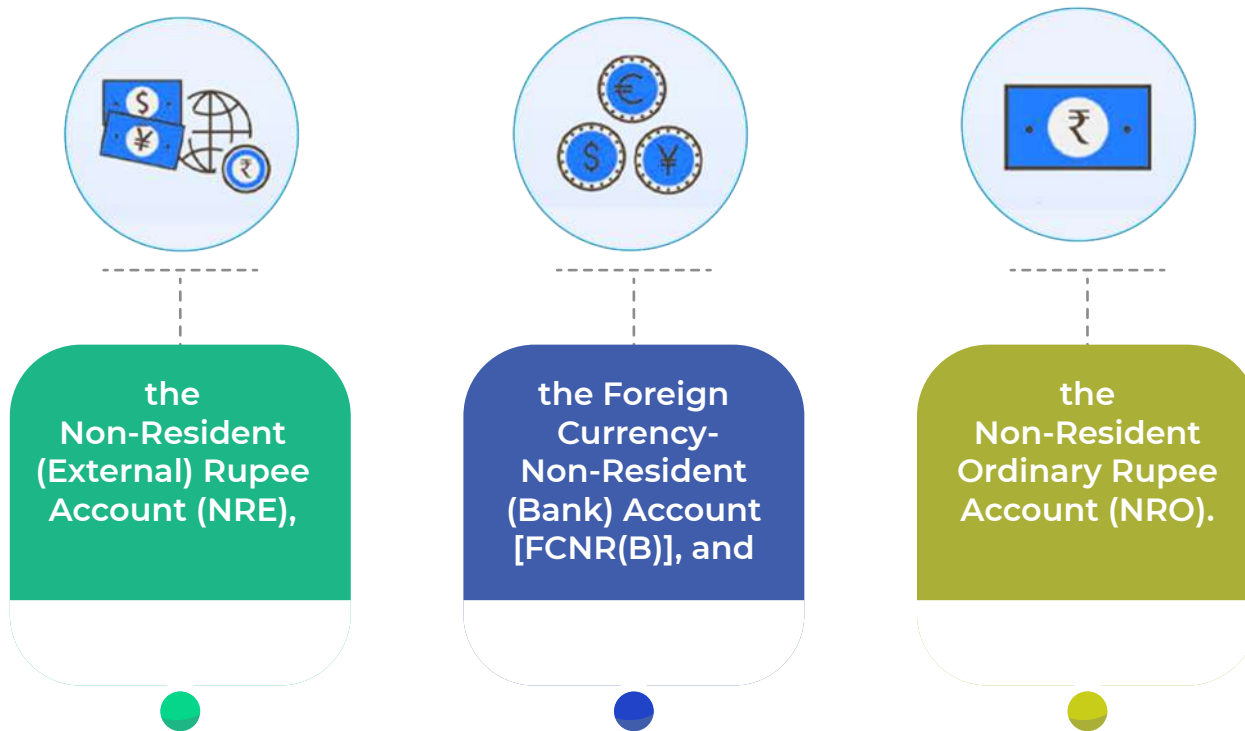 $
¥
₹
€
$
¥
₹
the
Non-Resident
(External) Rupee
Account (NRE),
the Foreign
Currency-
Non-Resident
(Bank) Account
[FCNR(B)], and
the
Non-Resident
Ordinary Rupee
Account (NRO).